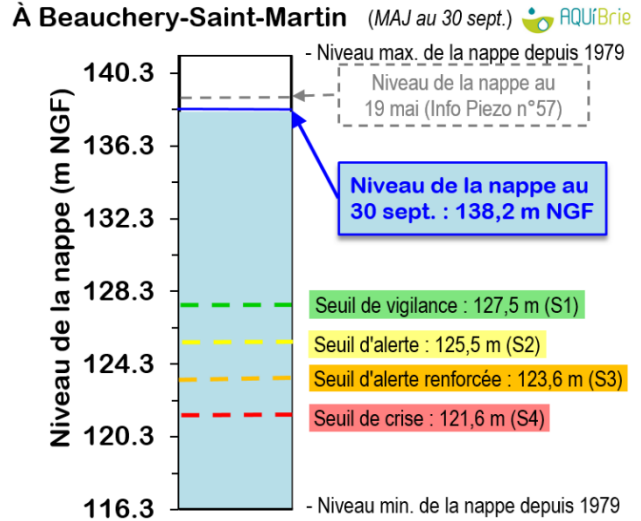 À Beauchery-Saint-Martin (MAJ au 30 sept.) AQUiBrie
- Niveau max. de la nappe depuis 1979
Niveau de la nappe au
19 mai (Info Piezo n°57)
Niveau de la nappe au
30 sept. : 138,2 m NGF
Niveau de la nappe (m NGF)
140.3
136.3
132.3
128.3
124.3
120.3
116.3
Seuil de vigilance : 127,5 m (S1)
Seuil d'alerte : 125,5 m (S2)
Seuil d'alerte renforcée : 123,6 m (S3)
Seuil de crise : 121,6 m (S4)
- Niveau min. de la nappe depuis 1979